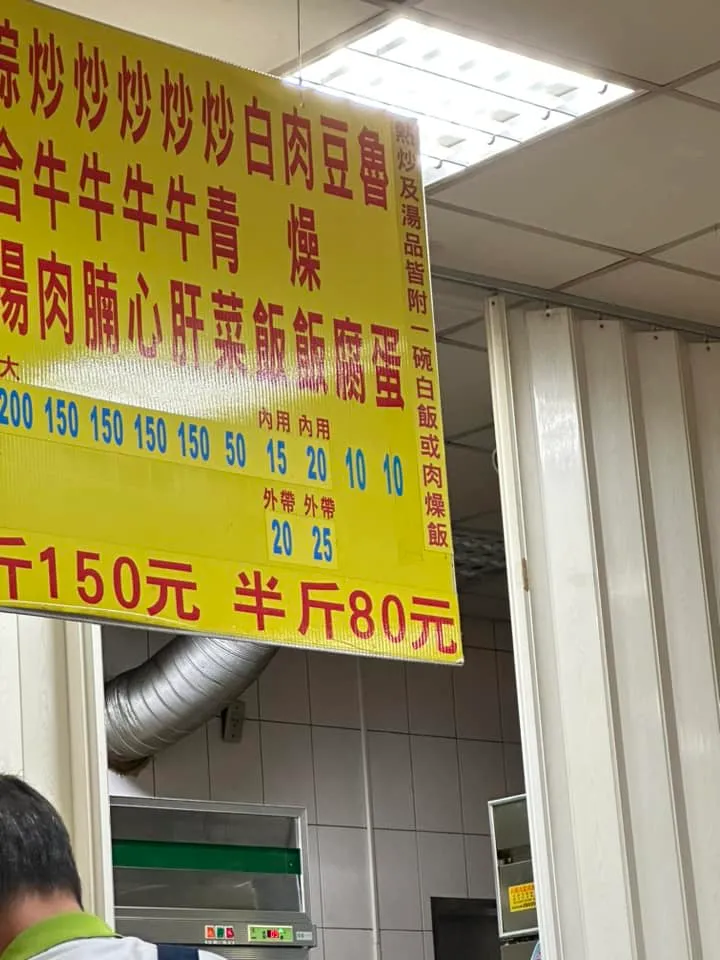 熱炒及湯品皆附一碗白飯或肉燥飯
魯蛋
10
豆腐
10
肉燥飯
內用
20
外帶
25
白飯
內用
15
外帶
20
炒青菜
50
炒牛肝
150
炒牛心
150
炒牛腩
150
炒牛肉
150
綜合湯
大
200
斤150元 半斤80元